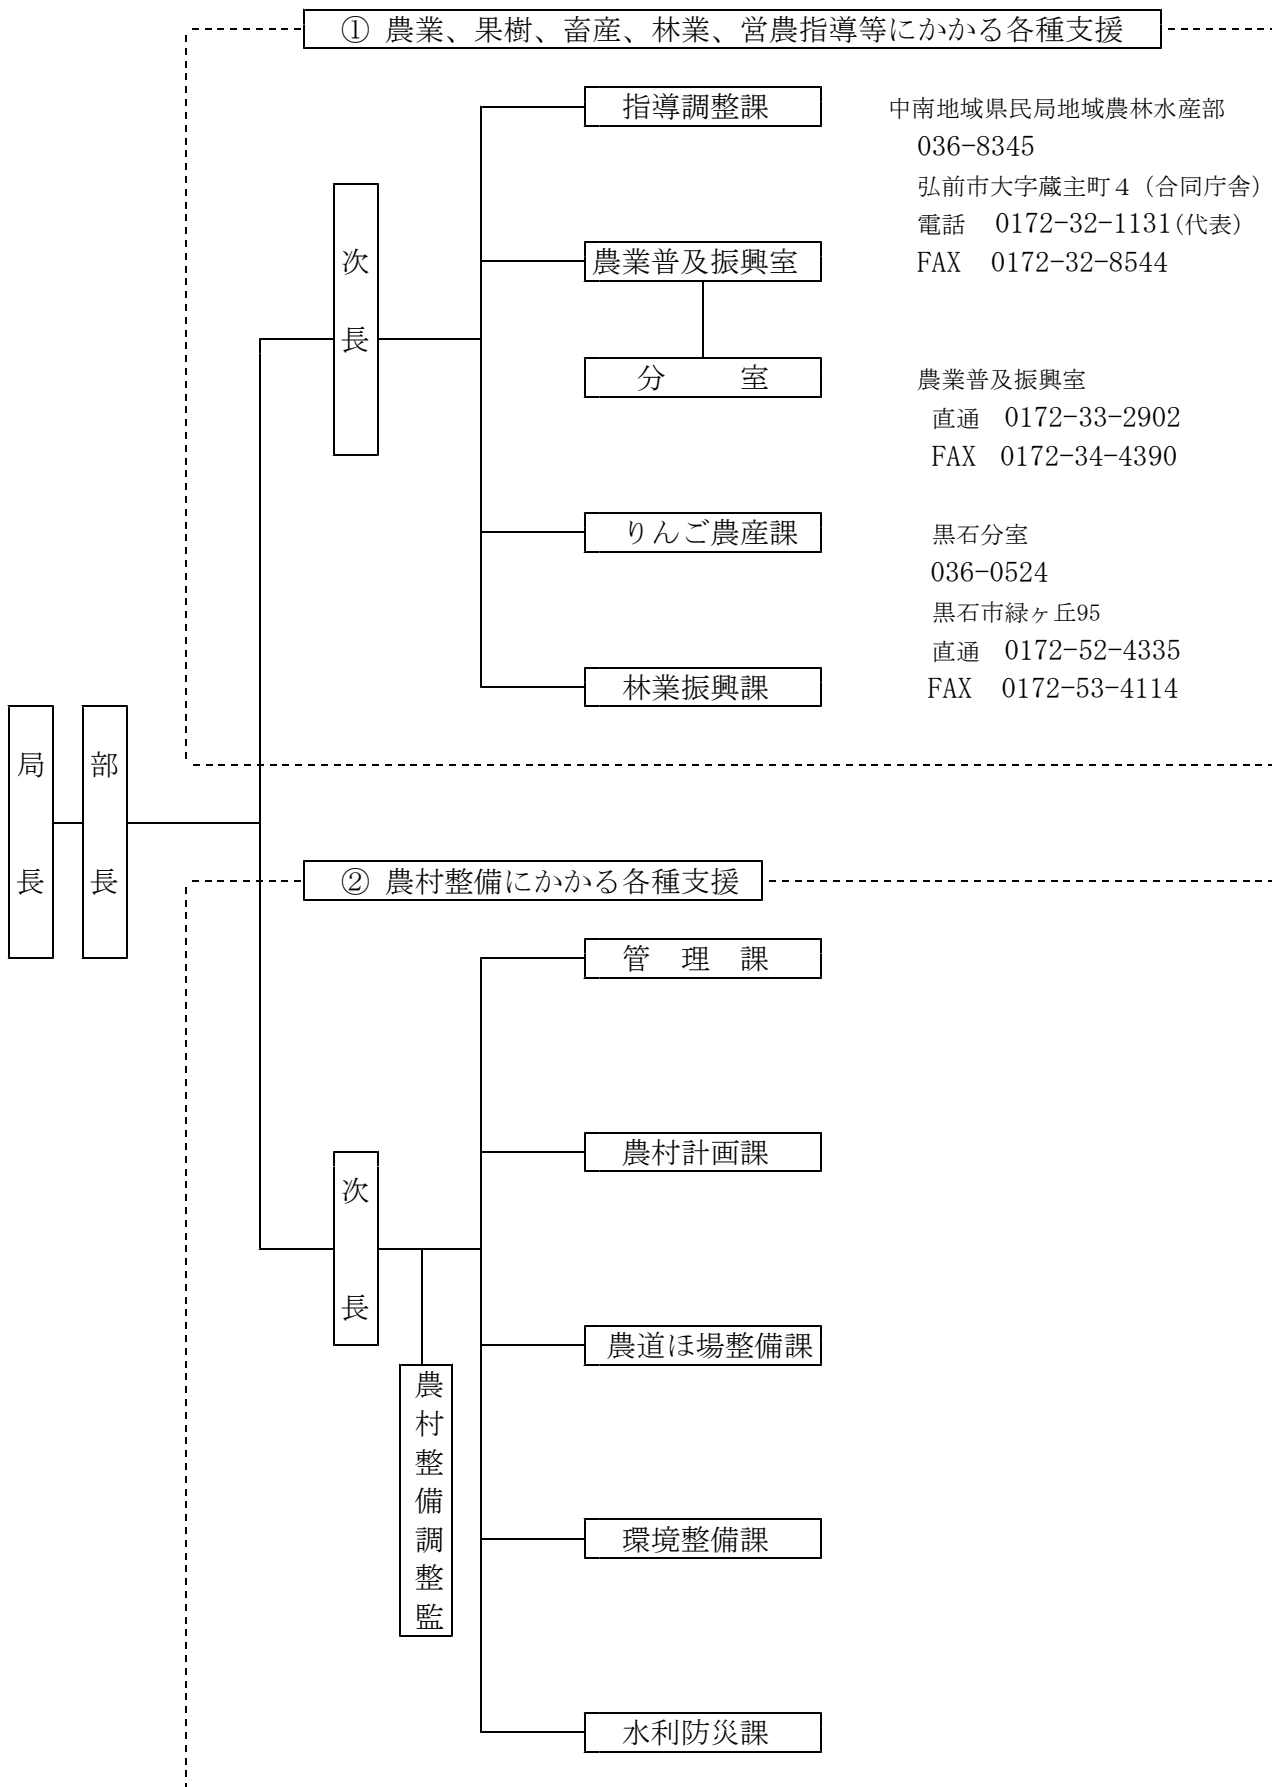 ① 農業、果樹、畜産、林業、営農指導等にかかる各種支援
指導調整課
中南地域県民局地域農林水産部
036-8345
弘前市大字蔵主町４（合同庁舎）
電話　0172-32-1131(代表)
FAX　0172-32-8544
次長
農業普及振興室
分　　室
農業普及振興室
直通　0172-33-2902
FAX　0172-34-4390
りんご農産課
黒石分室
036-0524
黒石市緑ヶ丘95
直通　0172-52-4335
FAX　0172-53-4114
林業振興課
局長
部長
② 農村整備にかかる各種支援
管　理　課
農村計画課
次長
農道ほ場整備課
農村整備調整監
環境整備課
水利防災課